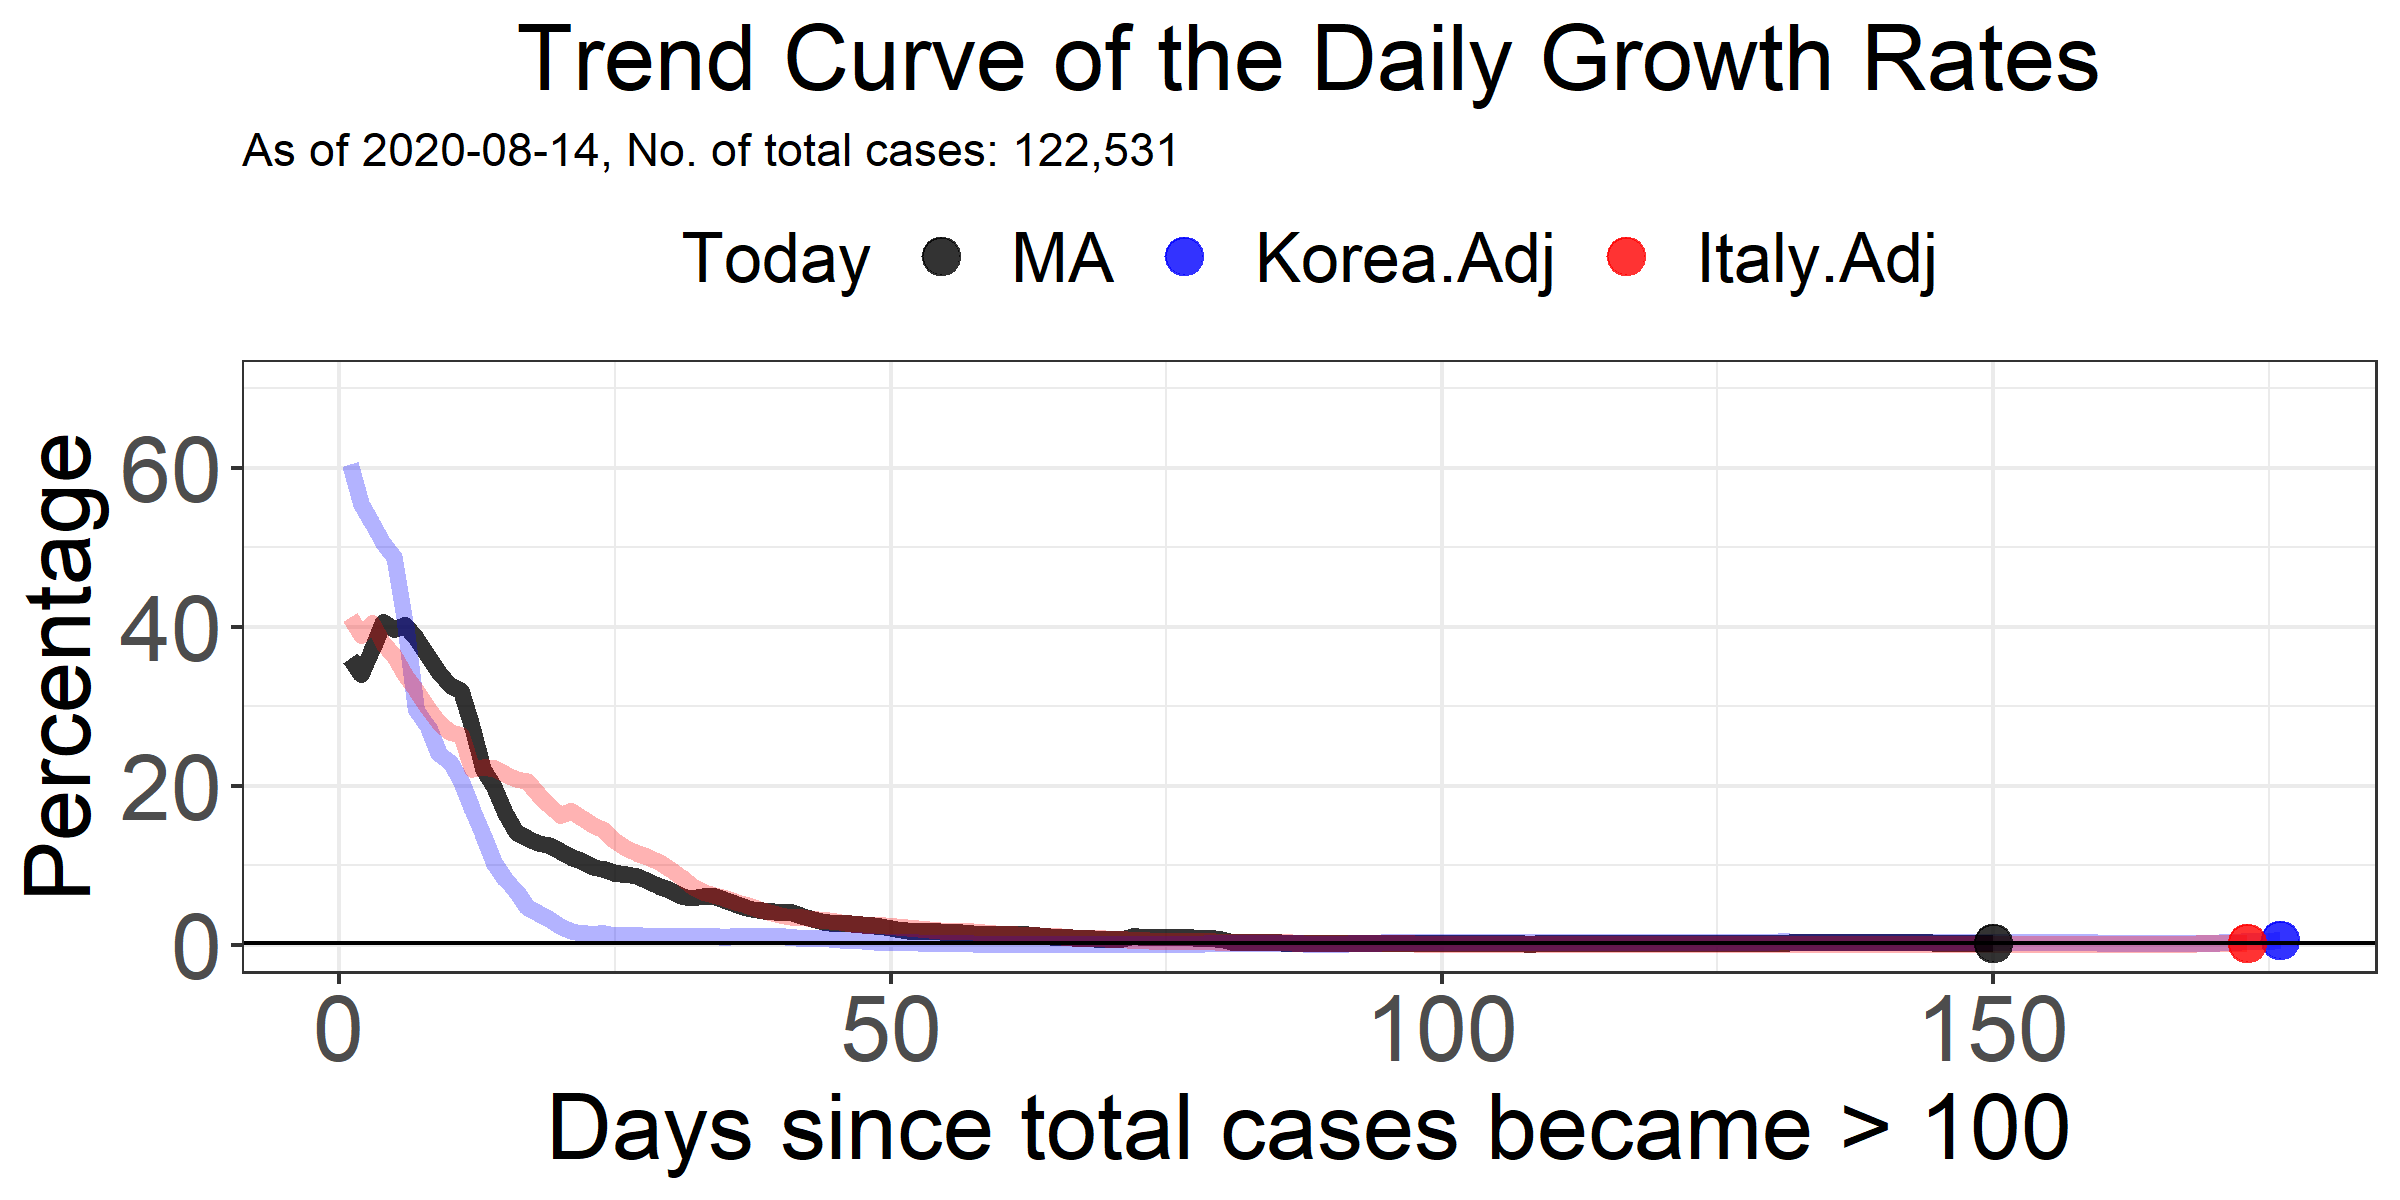 Trend Curve of the Daily Growth Rates
As of 2020-08-14, No. of total cases: 122,531
Today MA Korea.Adj Italy.Adj
Percentage
60
40
20
0
0 50 100 150
Days since total cases became > 100